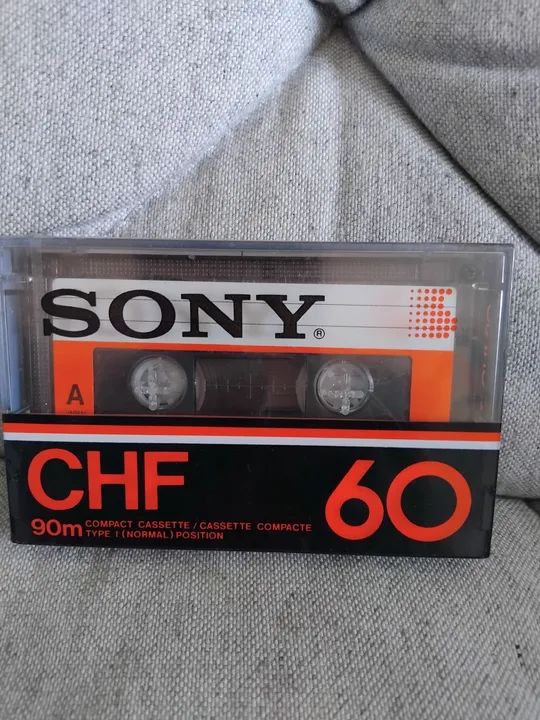 SONY®
A
CHF 60
90m COMPACT CASSETTE / CASSETTE COMPACTE
TYPE I (NORMAL) POSITION